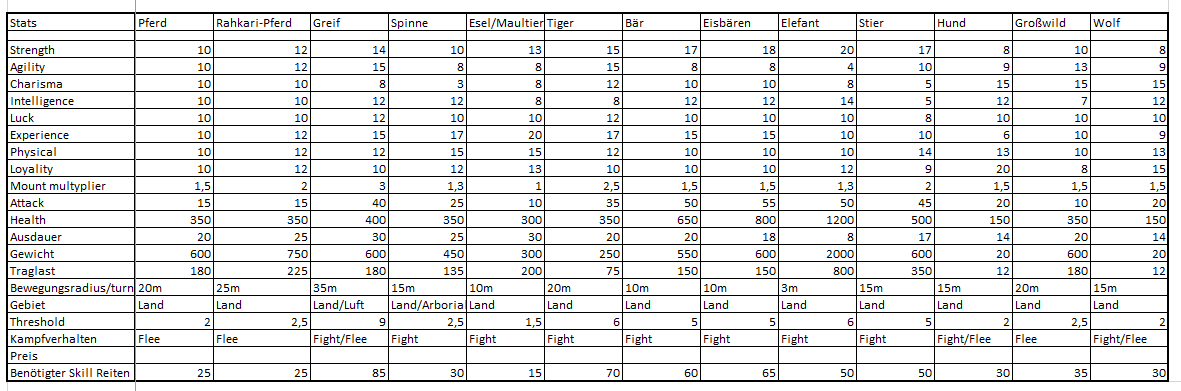 Stats Pferd Rahkari-Pferd Greif Spinne Esel/Maultier Tiger Bär Eisbären Elefant Stier Hund Großwild Wolf
Strength 10 12 14 10 13 15 17 18 20 17 8 10 8
Agility 10 12 15 8 8 15 8 8 4 10 9 13 9
Charisma 10 10 8 3 8 12 10 10 8 5 15 15 15
Intelligence 10 10 12 12 8 8 12 12 14 5 12 7 12
Luck 10 10 12 10 10 12 10 10 10 8 10 10 10
Experience 10 12 15 17 20 17 15 15 10 10 6 10 9
Physical 10 12 12 15 15 12 10 10 10 14 13 10 13
Loyality 10 12 10 12 13 10 10 10 12 9 20 8 15
Mount multyplier 1,5 2 3 1,3 1 2,5 1,5 1,5 1,3 2 1,5 1,5 1,5
Attack 15 15 40 25 10 35 50 55 50 45 20 10 20
Health 350 350 400 350 300 350 650 800 1200 500 150 350 150
Ausdauer 20 25 30 25 30 20 20 18 8 17 14 20 14
Gewicht 600 750 600 450 300 250 550 600 2000 600 20 600 20
Traglast 180 225 180 135 200 75 150 150 800 350 12 180 12
Bewegungsradius/turn 20m 25m 35m 15m 10m 20m 10m 10m 3m 15m 15m 20m 15m
Gebiet Land Land Land/Luft Land/Arborial Land Land Land Land Land Land Land Land Land
Threshold 2 2,5 9 2,5 1,5 6 5 5 6 5 2 2,5 2
Kampfverhalten Flee Flee Fight/Flee Fight Fight Fight Fight Fight Fight Fight Fight/Flee Flee Fight/Flee
Preis
Benötigter Skill Reiten 25 25 85 30 15 70 60 65 50 50 30 35 30